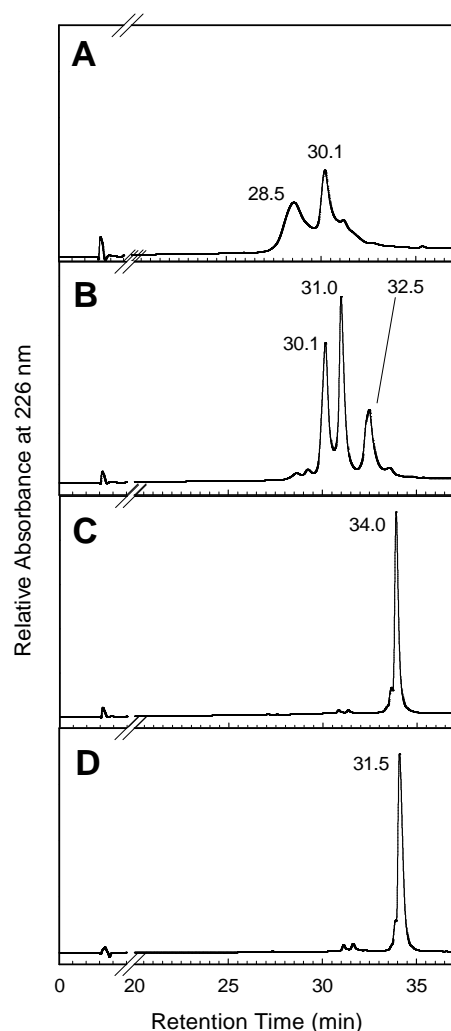 A
30.1
28.5
B
31.0
32.5
30.1
C
34.0
D
31.5
Relative Absorbance at 226 nm
0 20 25 30 35
Retention Time (min)